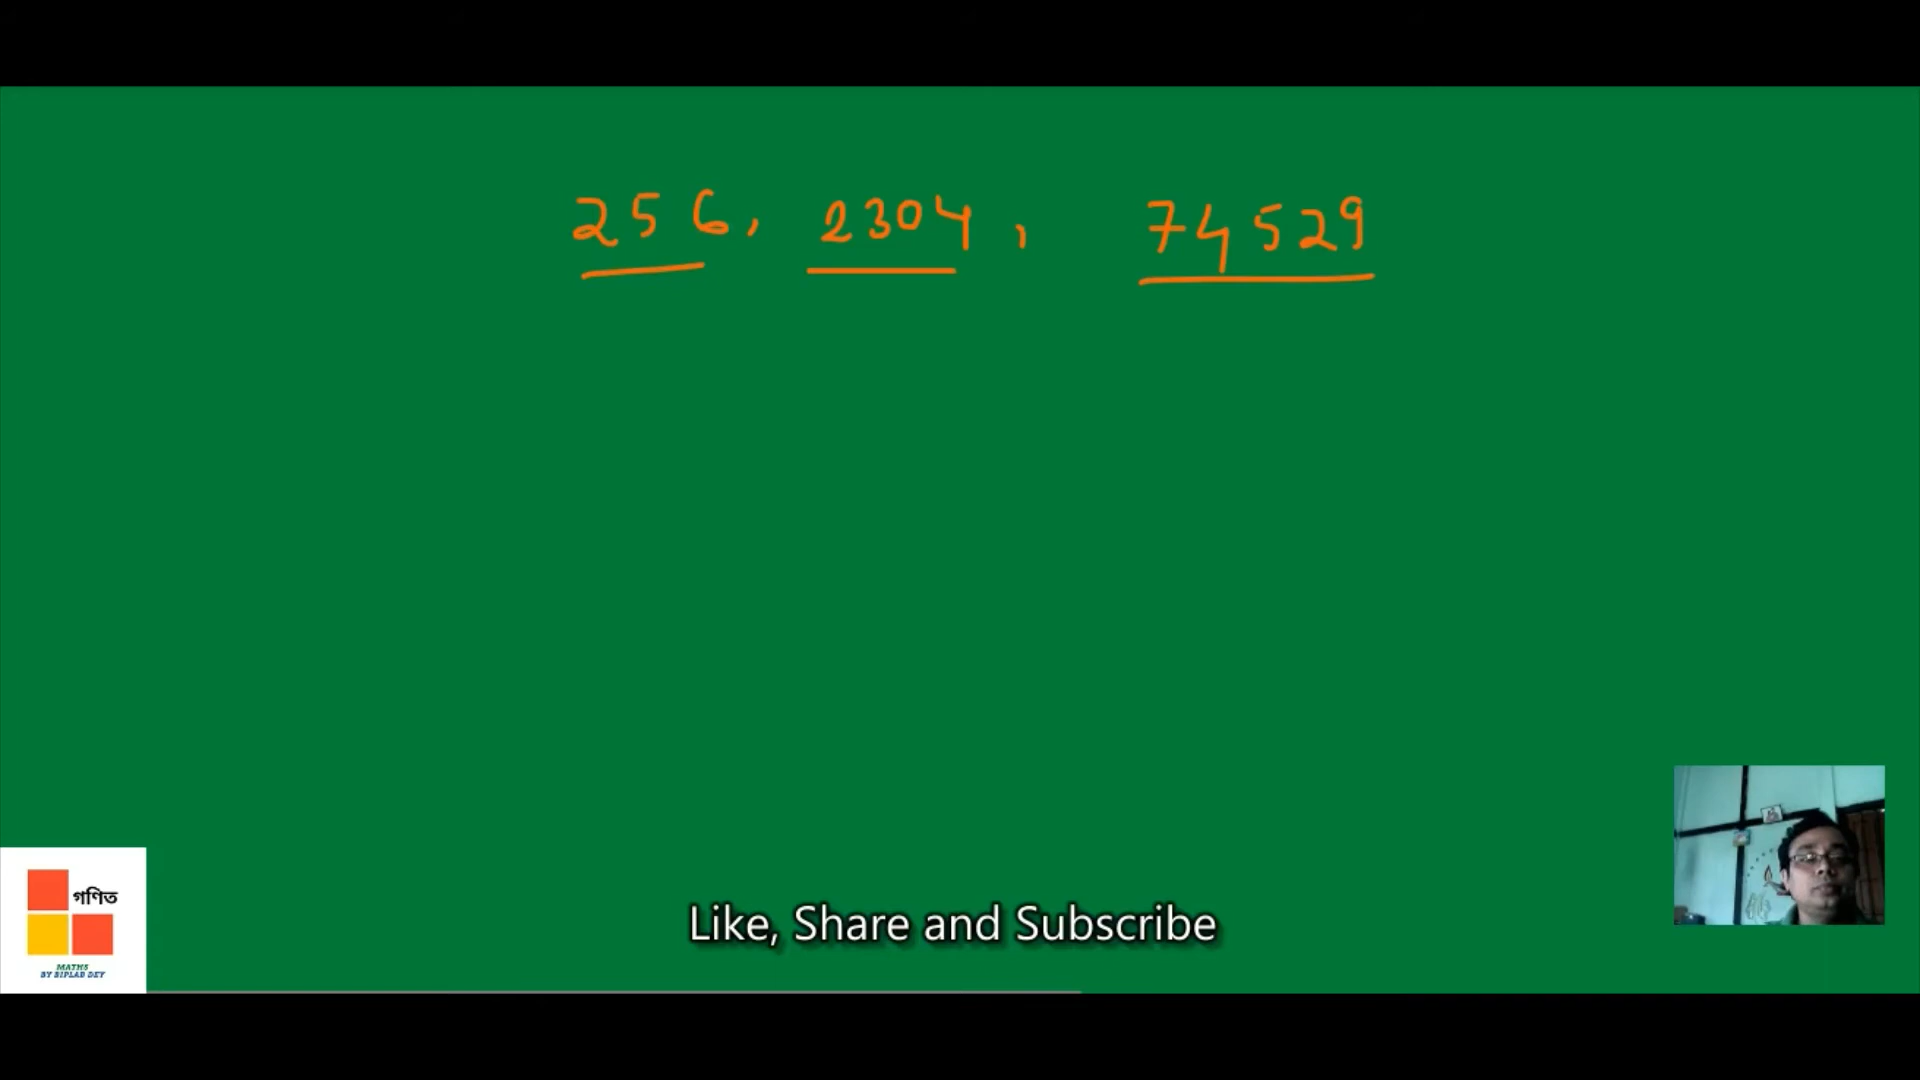 256, 2304, 74529
গণিত
MATHS
BY BIPLAB DEY
Like, Share and Subscribe